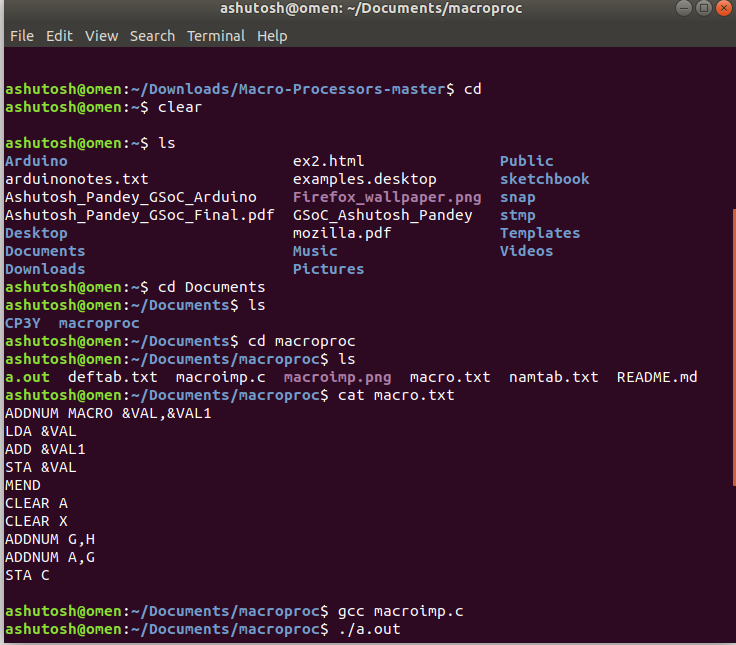 ashutosh@omen: ~/Documents/macroproc
File Edit View Search Terminal Help
ashutosh@omen:~/Downloads/Macro-Processors-master$ cd
ashutosh@omen:~$ clear
ashutosh@omen:~$ ls
Arduino ex2.html Public
arduinonotes.txt examples.desktop sketchbook
Ashutosh_Pandey_GSoC_Arduino Firefox_wallpaper.png snap
Ashutosh_Pandey_GSoc_Final.pdf GSoC_Ashutosh_Pandey stmp
Desktop mozilla.pdf Templates
Documents Music Videos
Downloads Pictures
ashutosh@omen:~$ cd Documents
ashutosh@omen:~/Documents$ ls
CP3Y macroproc
ashutosh@omen:~/Documents$ cd macroproc
ashutosh@omen:~/Documents/macroproc$ ls
a.out deftab.txt macroimp.c macroimp.png macro.txt namtab.txt README.md
ashutosh@omen:~/Documents/macroproc$ cat macro.txt
ADDNUM MACRO &VAL,&VAL1
LDA &VAL
ADD &VAL1
STA &VAL
MEND
CLEAR A
CLEAR X
ADDNUM G,H
ADDNUM A,G
STA C
ashutosh@omen:~/Documents/macroproc$ gcc macroimp.c
ashutosh@omen:~/Documents/macroproc$ ./a.out